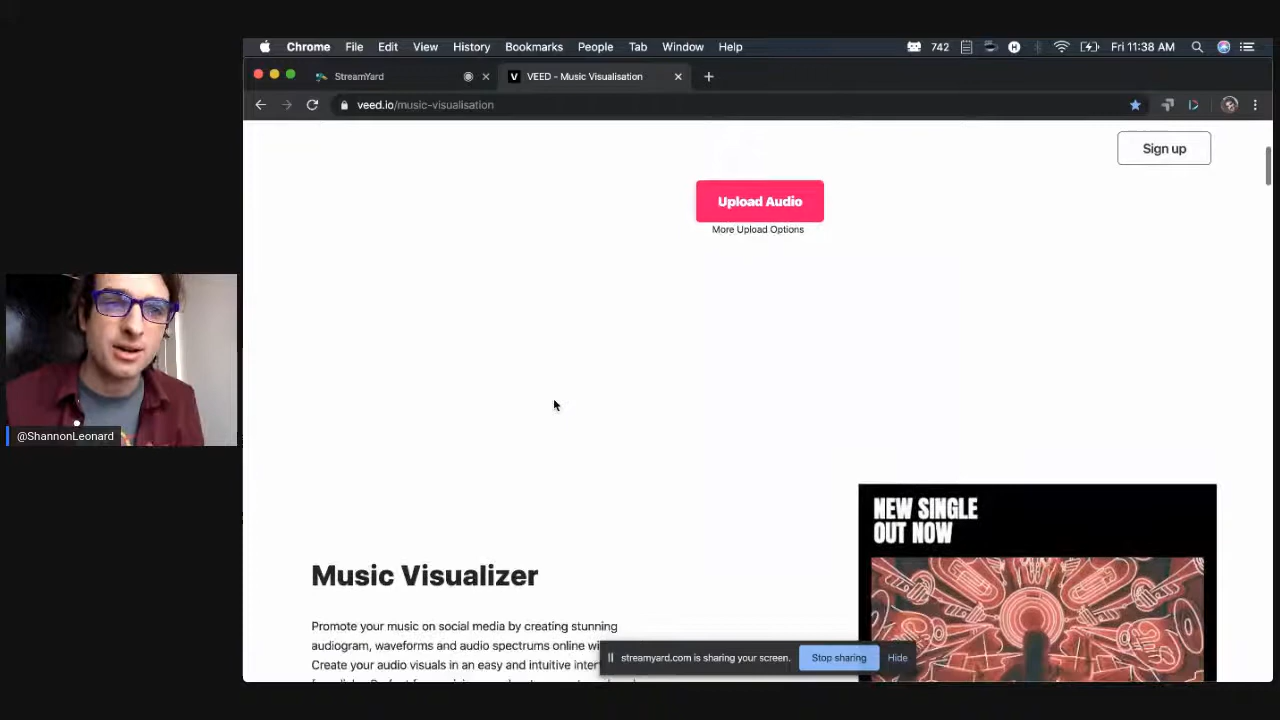 Chrome File Edit View History Bookmarks People Tab Window Help 742 Fri 11:38 AM
StreamYard
VEED - Music Visualisation
veed.io/music-visualisation
Sign up
Upload Audio
More Upload Options
@ShannonLeonard
NEW SINGLE
OUT NOW
Music Visualizer
Promote your music on social media by creating stunning
audiogram, waveforms and audio spectrums online
Create your audio visuals in an easy and intuitive
streamyard.com is sharing your screen.
Stop sharing
Hide